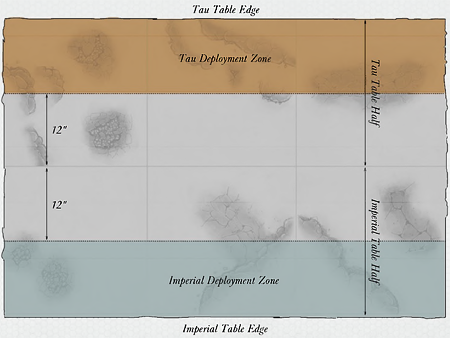 Tau Table Edge
Tau Deployment Zone
Tau Table Half
12"
12"
Imperial Table Half
Imperial Deployment Zone
Imperial Table Edge